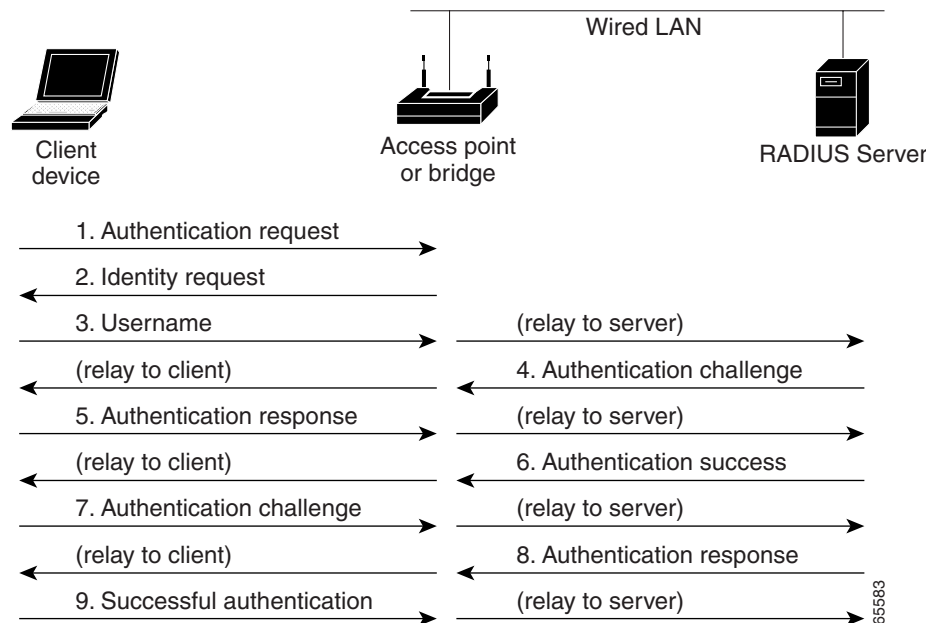 Wired LAN
Client
device
Access point
or bridge
RADIUS Server
1. Authentication request
2. Identity request
3. Username
(relay to server)
(relay to client)
4. Authentication challenge
5. Authentication response
(relay to server)
(relay to client)
6. Authentication success
7. Authentication challenge
(relay to server)
(relay to client)
8. Authentication response
9. Successful authentication
(relay to server)
65583